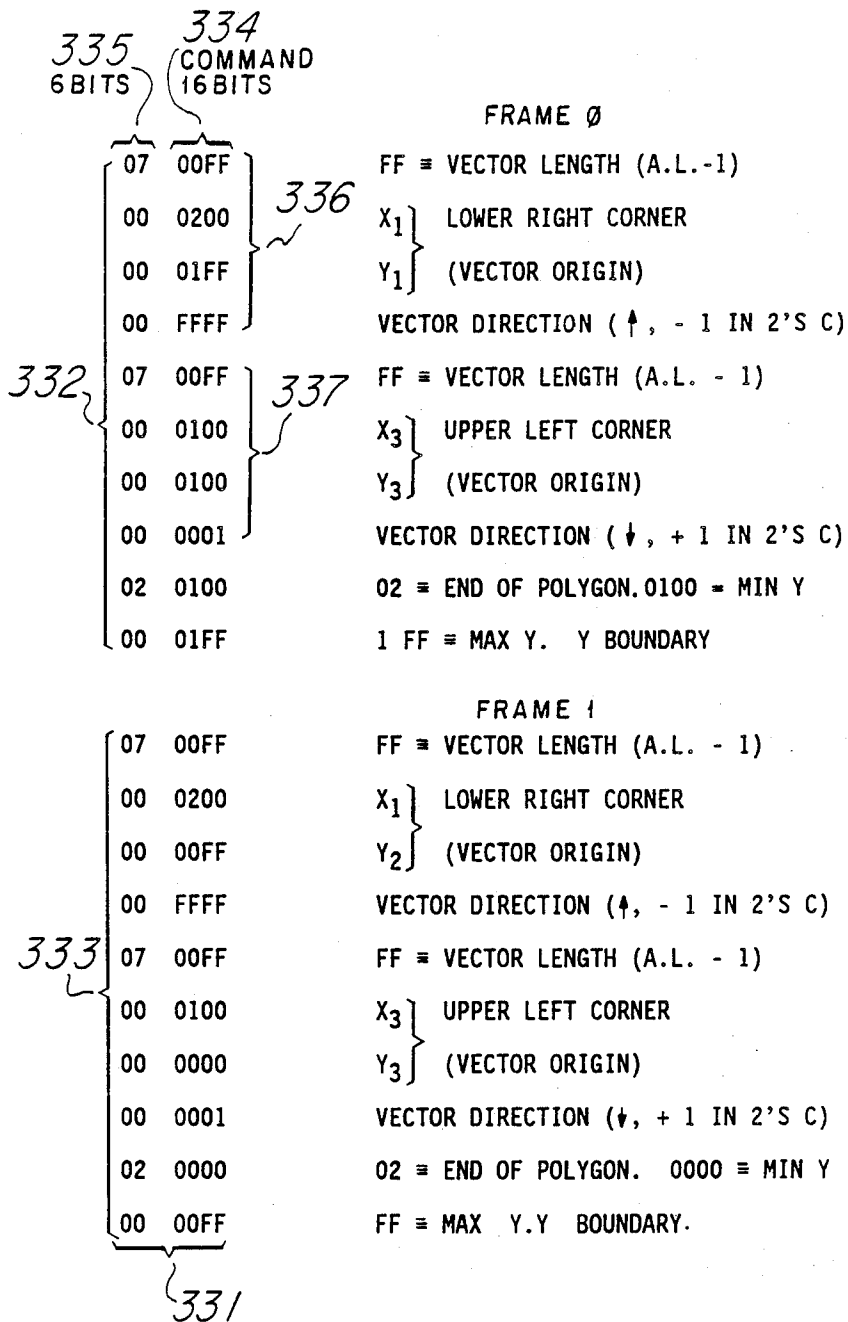 335 334
6 BITS COMMAND
16 BITS
FRAME Ø
07 00FF FF ≡ VECTOR LENGTH (A.L.-1)
00 0200 336 X1 LOWER RIGHT CORNER
00 01FF Y1 (VECTOR ORIGIN)
00 FFFF VECTOR DIRECTION (↑, - 1 IN 2'S C)
332 07 00FF 337 FF ≡ VECTOR LENGTH (A.L. - 1)
00 0100 X3 UPPER LEFT CORNER
00 0100 Y3 (VECTOR ORIGIN)
00 0001 VECTOR DIRECTION (↓, + 1 IN 2'S C)
02 0100 02 ≡ END OF POLYGON. 0100 = MIN Y
00 01FF 1 FF ≡ MAX Y. Y BOUNDARY
FRAME 1
07 00FF FF ≡ VECTOR LENGTH (A.L. - 1)
00 0200 X1 LOWER RIGHT CORNER
00 00FF Y2 (VECTOR ORIGIN)
00 FFFF VECTOR DIRECTION (↑, - 1 IN 2'S C)
333 07 00FF FF ≡ VECTOR LENGTH (A.L. - 1)
00 0100 X3 UPPER LEFT CORNER
00 0000 Y3 (VECTOR ORIGIN)
00 0001 VECTOR DIRECTION (↓, + 1 IN 2'S C)
02 0000 02 ≡ END OF POLYGON. 0000 ≡ MIN Y
00 00FF FF ≡ MAX Y.Y BOUNDARY.
331